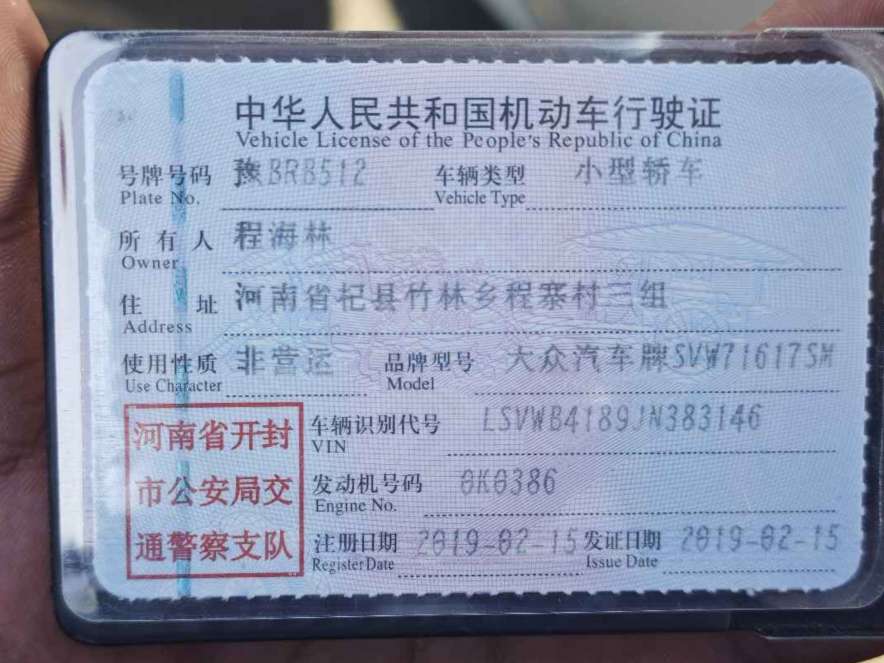 中华人民共和国机动车行驶证
Vehicle License of the People's Republic of China
号牌号码 豫BRB512 车辆类型 小型轿车
Plate No. Vehicle Type
所有人 程海林
Owner
住址 河南省杞县竹林乡程寨村三组
Address
使用性质 非营运 品牌型号 大众汽车牌SVW71617SM
Use Character Model
河南省开封 车辆识别代号 LSVWB4189JN383146
VIN
市公安局交 发动机号码 0K0386
Engine No.
通警察支队 注册日期 2019-02-15 发证日期 2019-02-15
Register Date Issue Date